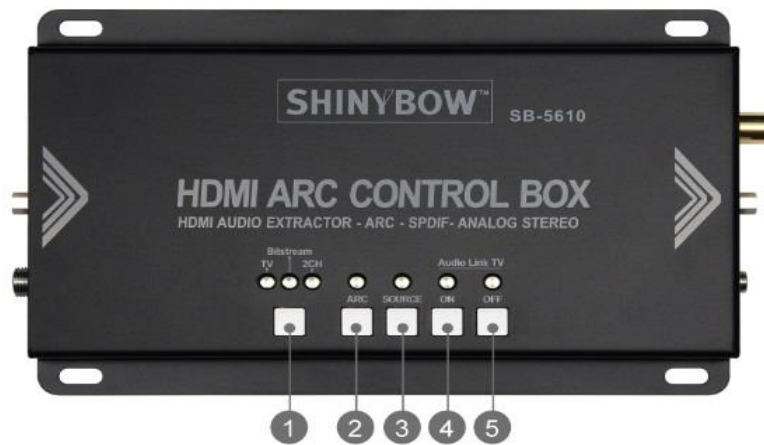 SHINYBOW™
SB-5610
HDMI ARC CONTROL BOX
HDMI AUDIO EXTRACTOR - ARC - SPDIF- ANALOG STEREO
Bitstream
TV 2CH
Audio Link TV
ARC SOURCE ON OFF
1 2 3 4 5